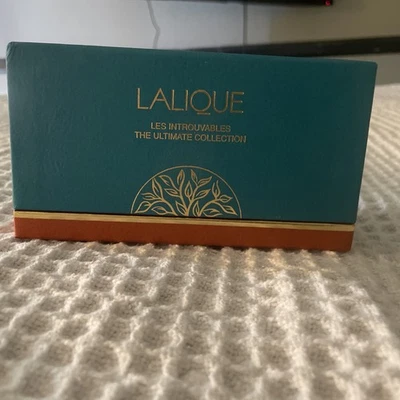 LALIQUE
LES INTROUVABLES
THE ULTIMATE COLLECTION